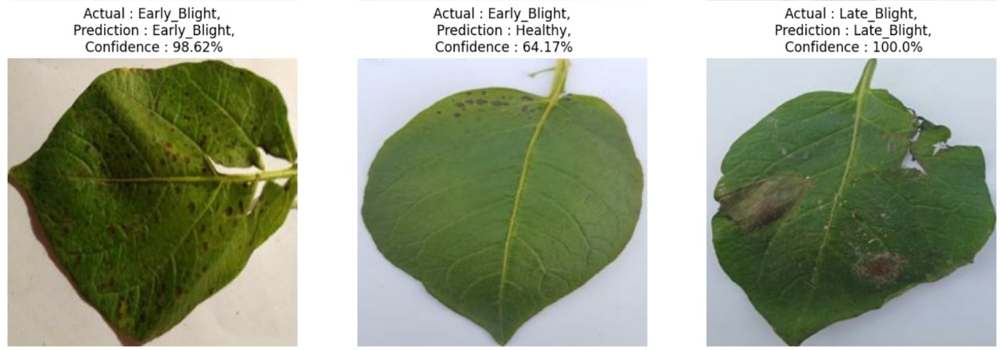 Actual : Early_Blight,
Prediction : Early_Blight,
Confidence : 98.62%
Actual : Early_Blight,
Prediction : Healthy,
Confidence : 64.17%
Actual : Late_Blight,
Prediction : Late_Blight,
Confidence : 100.0%